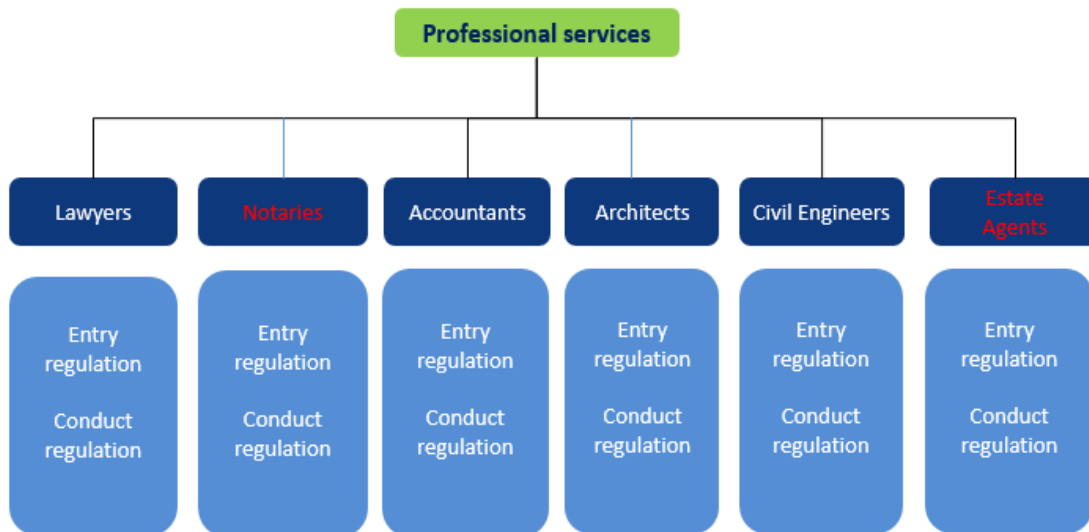 Professional services
Lawyers
Notaries
Accountants
Architects
Civil Engineers
Estate
Agents
Entry
regulation
Conduct
regulation
Entry
regulation
Conduct
regulation
Entry
regulation
Conduct
regulation
Entry
regulation
Conduct
regulation
Entry
regulation
Conduct
regulation
Entry
regulation
Conduct
regulation